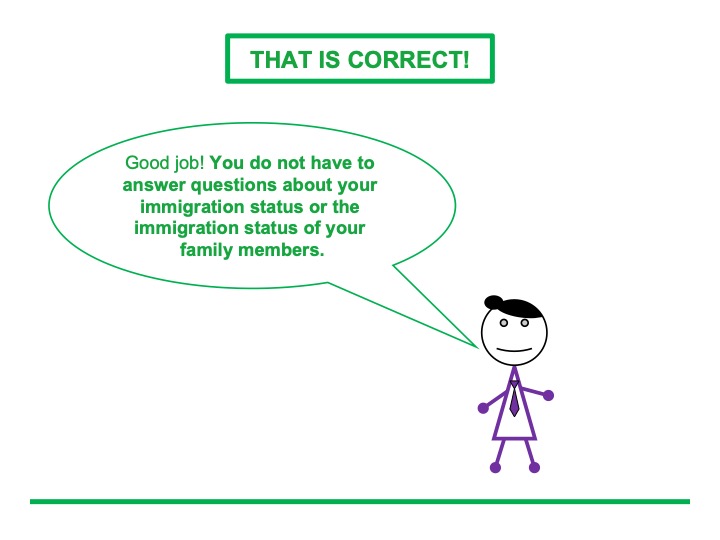 THAT IS CORRECT!
Good job! You do not have to
answer questions about your
immigration status or the
immigration status of your
family members.